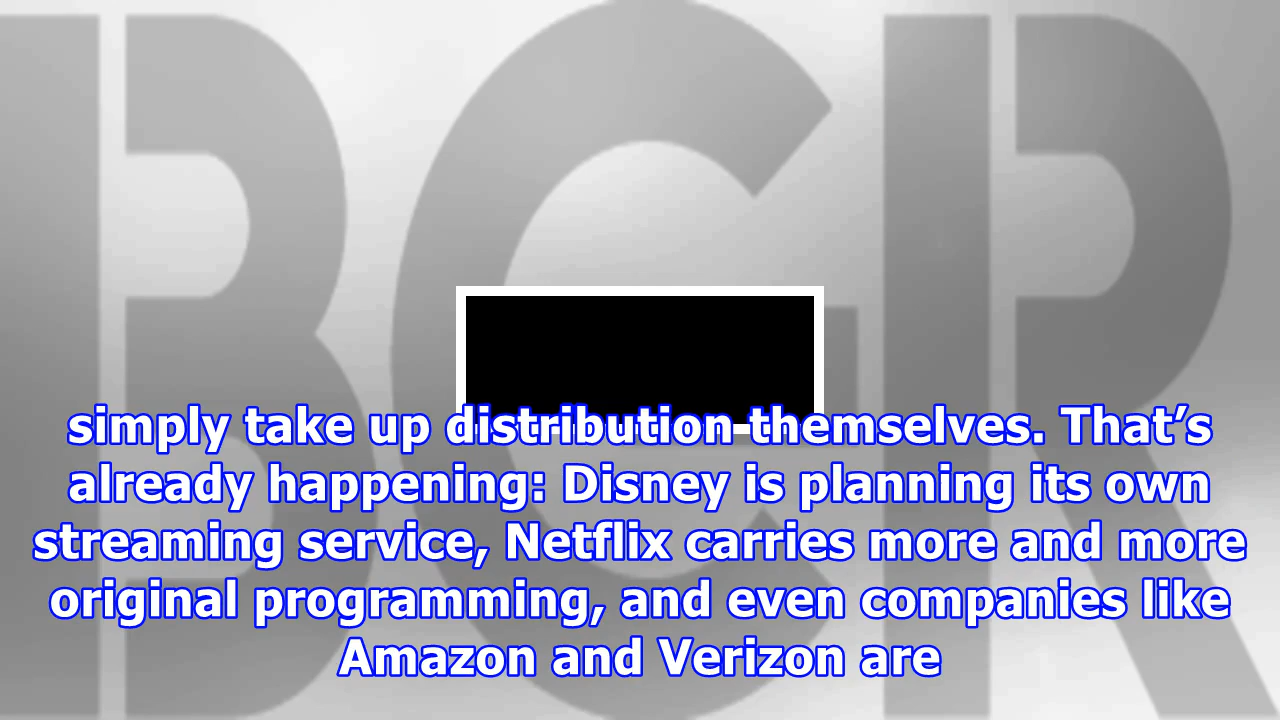 BGR
simply take up distribution themselves. That’s
already happening: Disney is planning its own
streaming service, Netflix carries more and more
original programming, and even companies like
Amazon and Verizon are